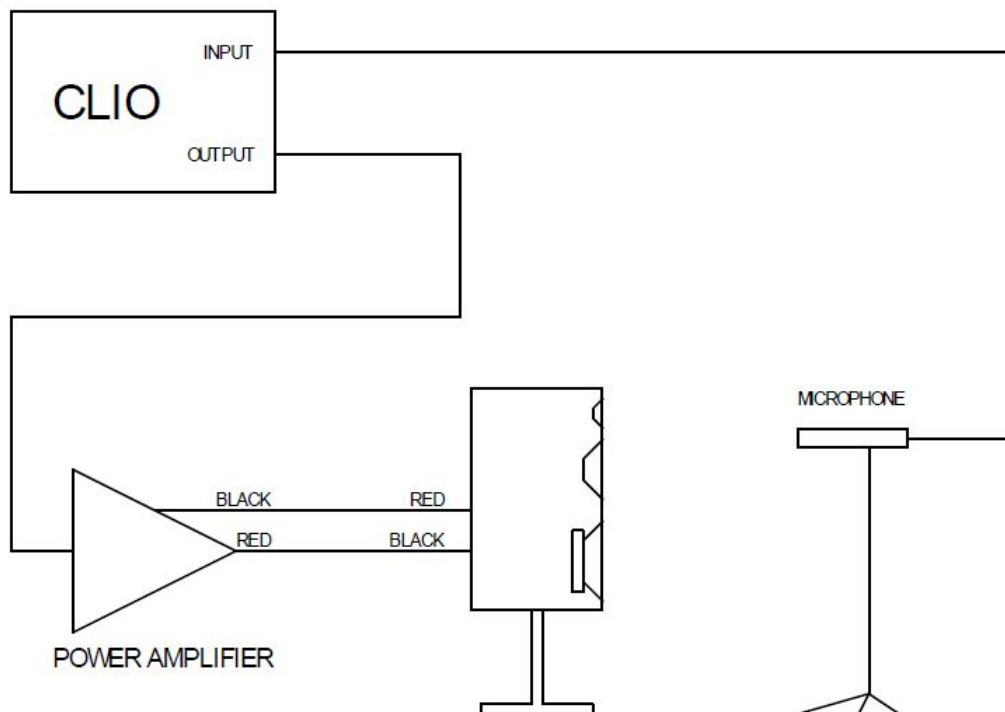 INPUT
CLIO
OUTPUT
MICROPHONE
BLACK RED
RED BLACK
POWER AMPLIFIER